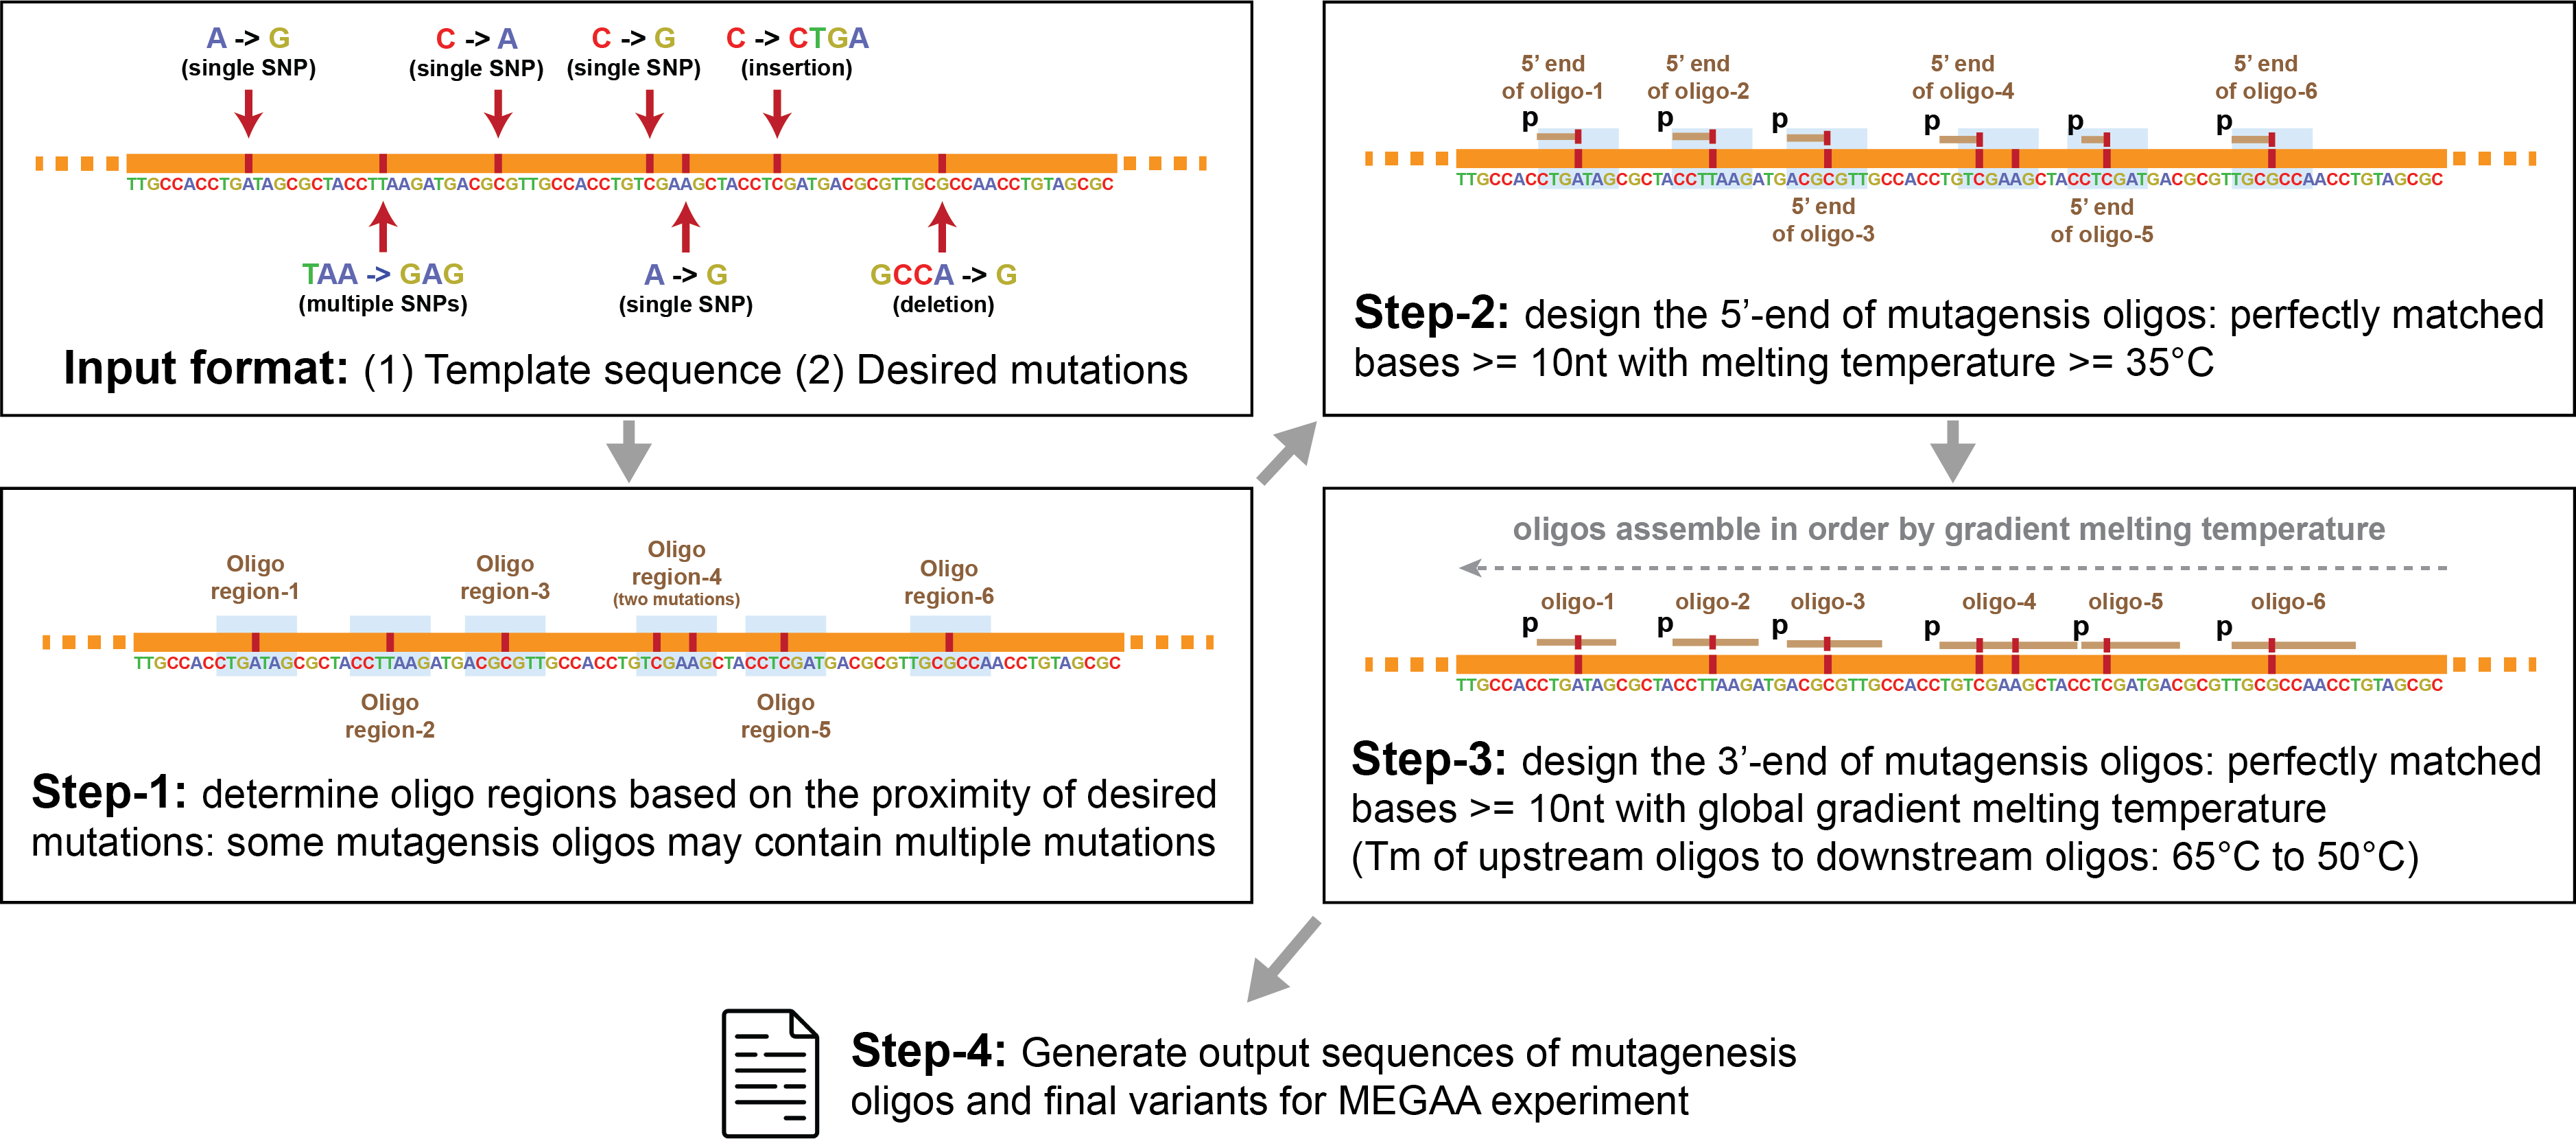 A -> G
(single SNP)
C -> A
(single SNP)
C -> G
(single SNP)
C -> CTGA
(insertion)
TTGCCACCTGATAGCGCTACCTTAAGATGACGCGTTGCCACCTGTCGAAGCTACCTCGATGACGCGTTGCGCCAACCTGTAGCGC
TAA -> GAG
(multiple SNPs)
A -> G
(single SNP)
GCCA -> G
(deletion)
Input format: (1) Template sequence (2) Desired mutations
Oligo
region-1
Oligo
region-3
Oligo
region-4
(two mutations)
Oligo
region-6
TTGCCACCTGATAGCGCTACCTTAAGATGACGCGTTGCCACCTGTCGAAGCTACCTCGATGACGCGTTGCGCCAACCTGTAGCGC
Oligo
region-2
Oligo
region-5
Step-1: determine oligo regions based on the proximity of desired
mutations: some mutagensis oligos may contain multiple mutations
5' end
of oligo-1
5' end
of oligo-2
5' end
of oligo-4
5' end
of oligo-6
p
p
p
p
p
p
TTGCCACCTGATAGCGCTACCTTAAGATGACGCGTTGCCACCTGTCGAAGCTACCTCGATGACGCGTTGCGCCAACCTGTAGCGC
5' end
of oligo-3
5' end
of oligo-5
Step-2: design the 5'-end of mutagensis oligos: perfectly matched
bases >= 10nt with melting temperature >= 35°C
oligos assemble in order by gradient melting temperature
oligo-1
oligo-2
oligo-3
oligo-4
oligo-5
oligo-6
p
p
p
p
p
p
TTGCCACCTGATAGCGCTACCTTAAGATGACGCGTTGCCACCTGTCGAAGCTACCTCGATGACGCGTTGCGCCAACCTGTAGCGC
Step-3: design the 3'-end of mutagensis oligos: perfectly matched
bases >= 10nt with global gradient melting temperature
(Tm of upstream oligos to downstream oligos: 65°C to 50°C)
Step-4: Generate output sequences of mutagenesis
oligos and final variants for MEGAA experiment